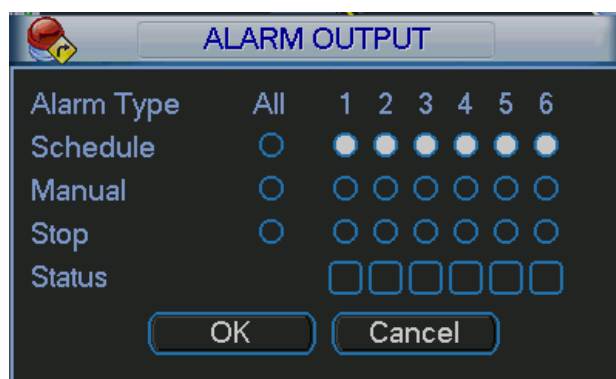 ALARM OUTPUT
Alarm Type All 1 2 3 4 5 6
Schedule
Manual
Stop
Status
OK Cancel